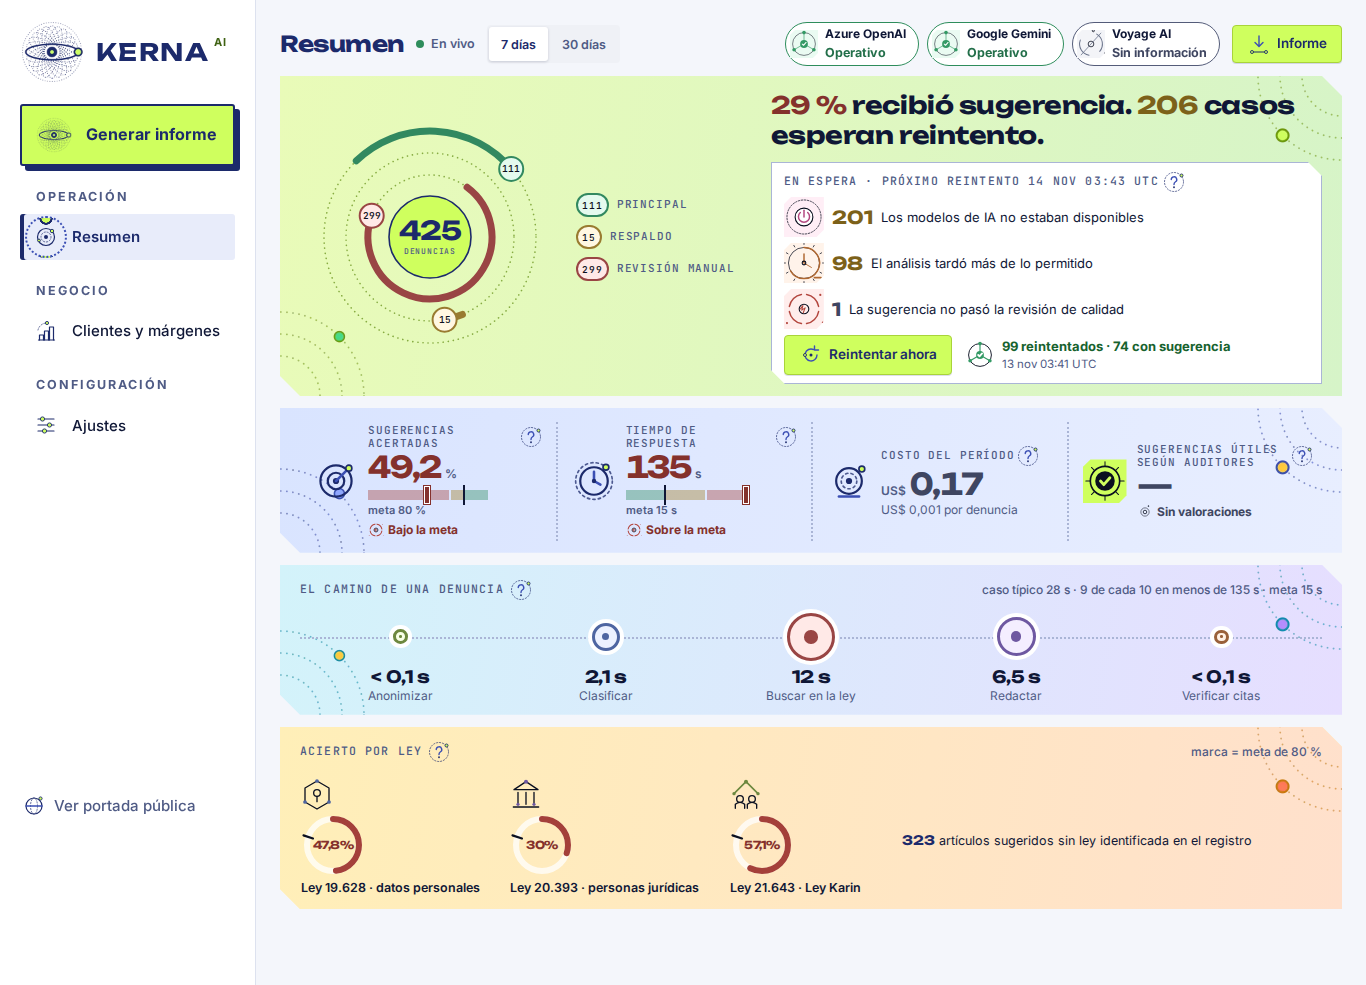 KERNA AI
Generar informe
OPERACIÓN
Resumen
NEGOCIO
Clientes y márgenes
CONFIGURACIÓN
Ajustes
Ver portada pública
Resumen
En vivo
7 días
30 días
Azure OpenAI
Operativo
Google Gemini
Operativo
Voyage AI
Sin información
Informe
29 % recibió sugerencia. 206 casos
esperan reintento.
111
299
425
DENUNCIAS
15
111 PRINCIPAL
15 RESPALDO
299 REVISIÓN MANUAL
EN ESPERA · PRÓXIMO REINTENTO 14 NOV 03:43 UTC ?
201 Los modelos de IA no estaban disponibles
98 El análisis tardó más de lo permitido
1 La sugerencia no pasó la revisión de calidad
Reintentar ahora
99 reintentados · 74 con sugerencia
13 nov 03:41 UTC
SUGERENCIAS
ACERTADAS ?
49,2 %
meta 80 %
Bajo la meta
TIEMPO DE
RESPUESTA ?
135 s
meta 15 s
Sobre la meta
COSTO DEL PERÍODO ?
US$ 0,17
US$ 0,001 por denuncia
SUGERENCIAS ÚTILES
SEGÚN AUDITORES ?
—
Sin valoraciones
EL CAMINO DE UNA DENUNCIA ?
caso típico 28 s · 9 de cada 10 en menos de 135 s · meta 15 s
< 0,1 s
Anonimizar
2,1 s
Clasificar
12 s
Buscar en la ley
6,5 s
Redactar
< 0,1 s
Verificar citas
ACIERTO POR LEY ?
marca = meta de 80 %
47,8%
Ley 19.628 · datos personales
30%
Ley 20.393 · personas jurídicas
57,1%
Ley 21.643 · Ley Karin
323 artículos sugeridos sin ley identificada en el registro